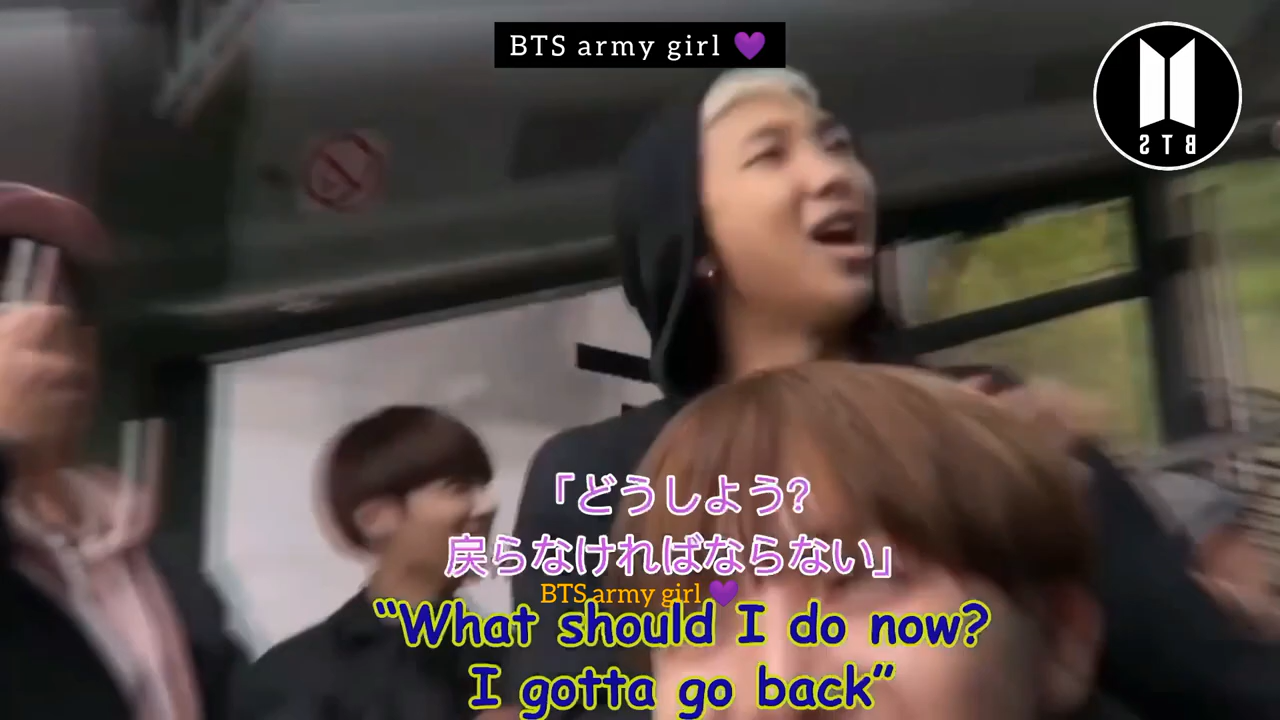 BTS army girl 💜
BTS
「どうしよう?
戻らなければならない」
BTS army girl 💜
“What should I do now?
I gotta go back”